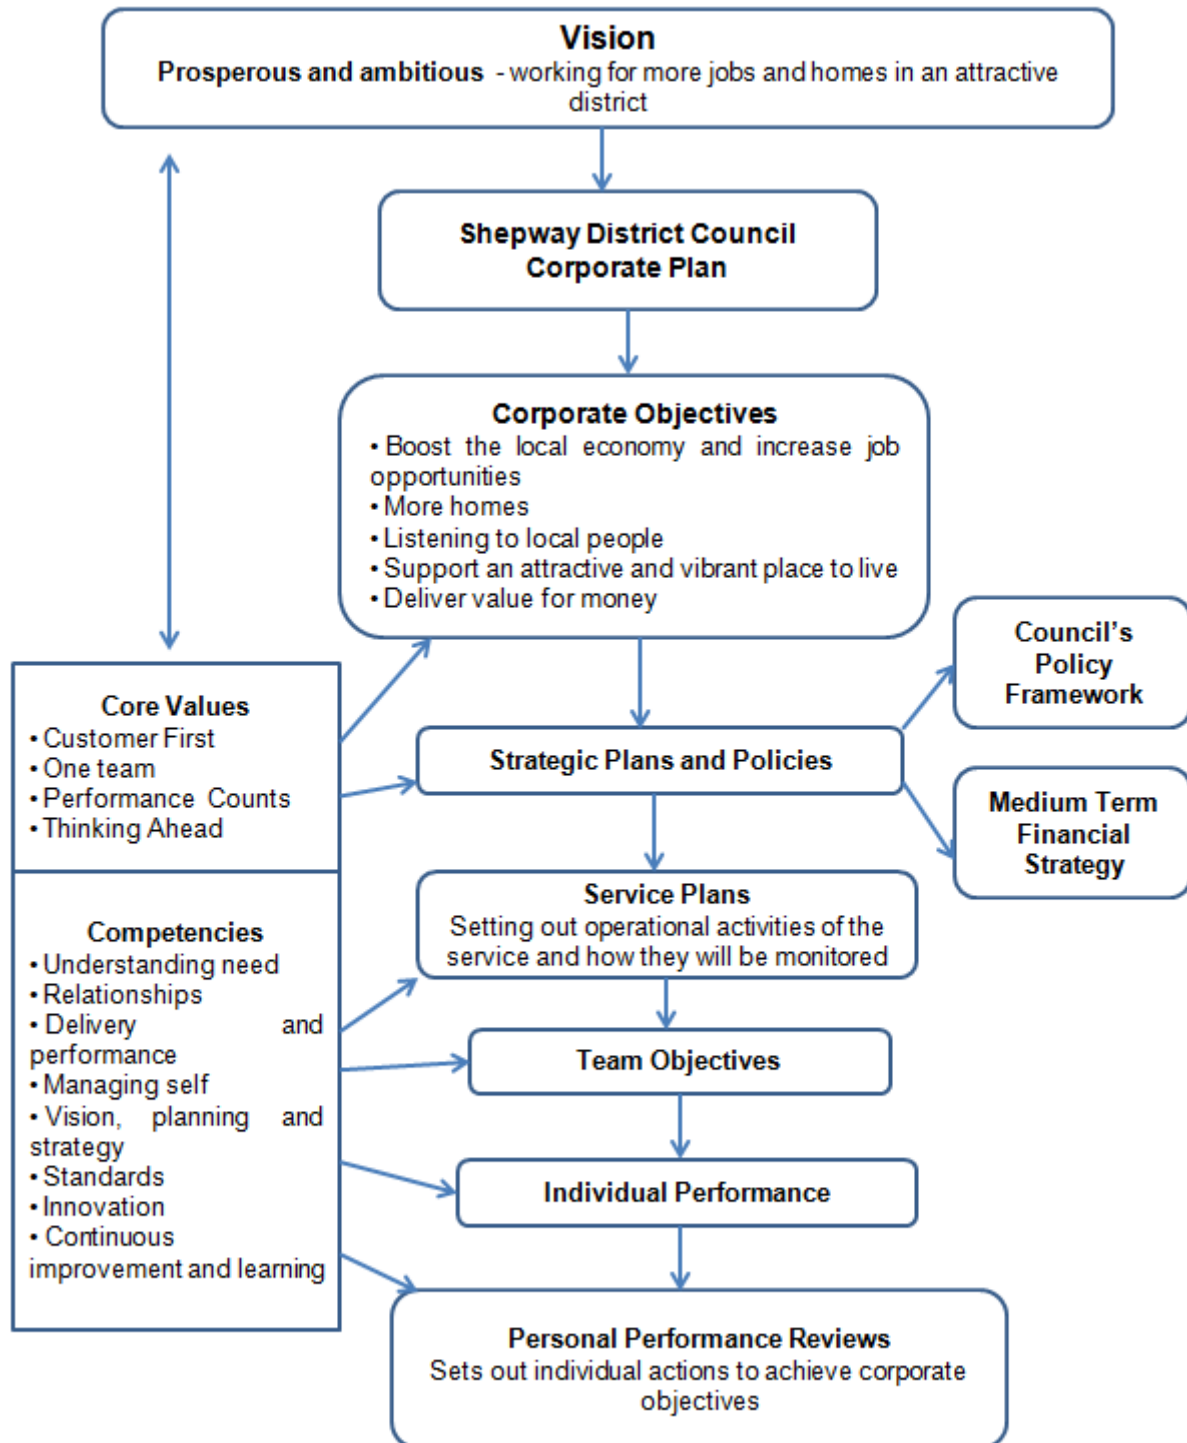 Vision
Prosperous and ambitious - working for more jobs and homes in an attractive
district
Shepway District Council
Corporate Plan
Corporate Objectives
• Boost the local economy and increase job
opportunities
• More homes
• Listening to local people
• Support an attractive and vibrant place to live
• Deliver value for money
Council's
Policy
Framework
Core Values
• Customer First
• One team
• Performance Counts
• Thinking Ahead
Strategic Plans and Policies
Medium Term
Financial
Strategy
Service Plans
Setting out operational activities of the
service and how they will be monitored
Competencies
• Understanding need
• Relationships
• Delivery and
performance
• Managing self
• Vision, planning and
strategy
• Standards
• Innovation
• Continuous
improvement and learning
Team Objectives
Individual Performance
Personal Performance Reviews
Sets out individual actions to achieve corporate
objectives